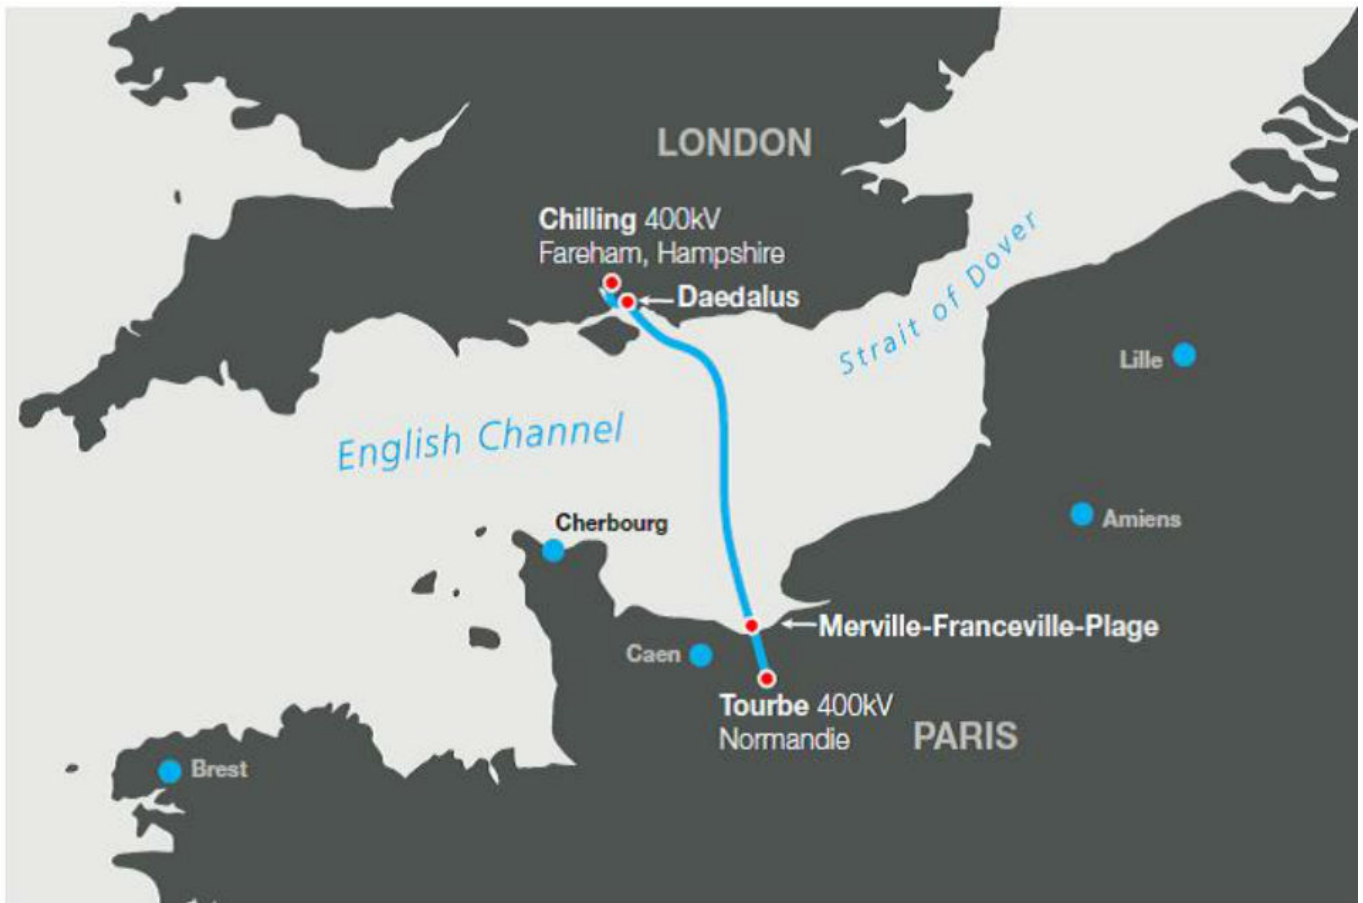 LONDON
Chilling 400kV
Fareham, Hampshire
Daedalus
Strait of Dover
Lille
English Channel
Cherbourg
Amiens
Merville-Franceville-Plage
Caen
Tourbe 400kV
Normandie
PARIS
Brest